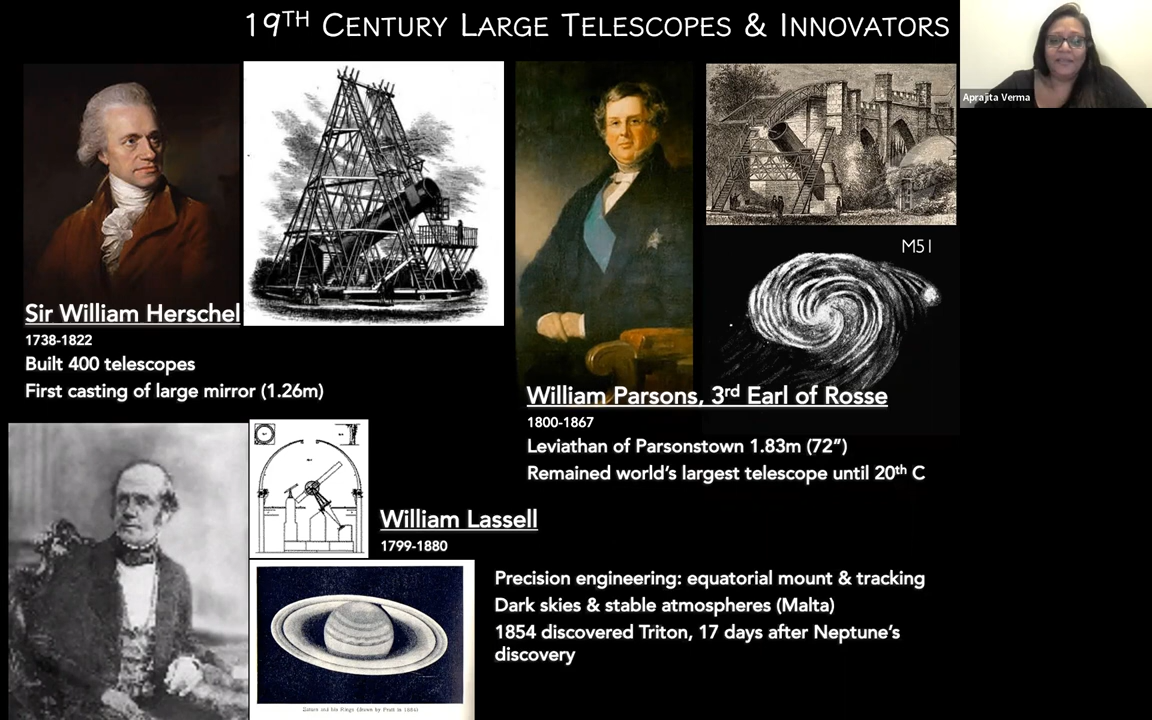 19TH CENTURY LARGE TELESCOPES & INNOVATORS
Aprajita Verma
M51
Sir William Herschel
1738-1822
Built 400 telescopes
First casting of large mirror (1.26m)
William Parsons, 3rd Earl of Rosse
1800-1867
Leviathan of Parsonstown 1.83m (72”)
Remained world’s largest telescope until 20th C
William Lassell
1799-1880
Precision engineering: equatorial mount & tracking
Dark skies & stable atmospheres (Malta)
1854 discovered Triton, 17 days after Neptune’s
discovery